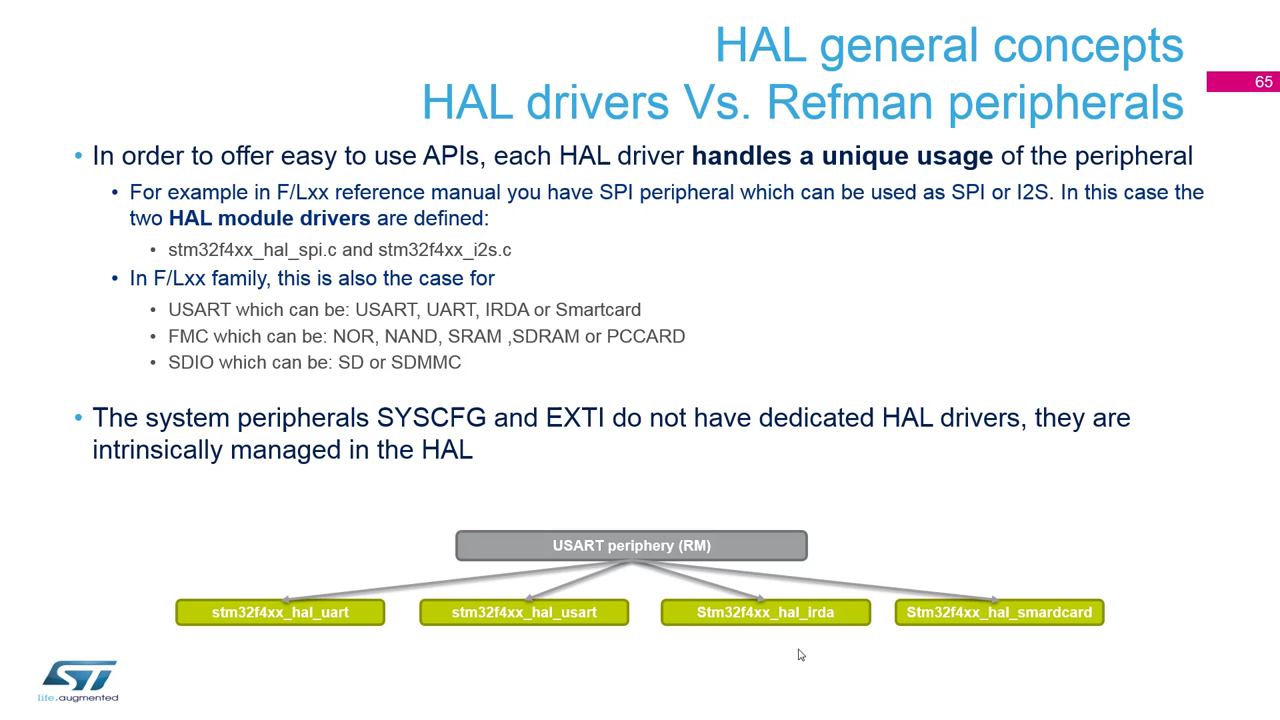 HAL general concepts
HAL drivers Vs. Refman peripherals
65
• In order to offer easy to use APIs, each HAL driver handles a unique usage of the peripheral
• For example in F/Lxx reference manual you have SPI peripheral which can be used as SPI or I2S. In this case the
two HAL module drivers are defined:
• stm32f4xx_hal_spi.c and stm32f4xx_i2s.c
• In F/Lxx family, this is also the case for
• USART which can be: USART, UART, IRDA or Smartcard
• FMC which can be: NOR, NAND, SRAM ,SDRAM or PCCARD
• SDIO which can be: SD or SDMMC
• The system peripherals SYSCFG and EXTI do not have dedicated HAL drivers, they are
intrinsically managed in the HAL
USART periphery (RM)
stm32f4xx_hal_uart
stm32f4xx_hal_usart
Stm32f4xx_hal_irda
Stm32f4xx_hal_smardcard
ST
life.augmented